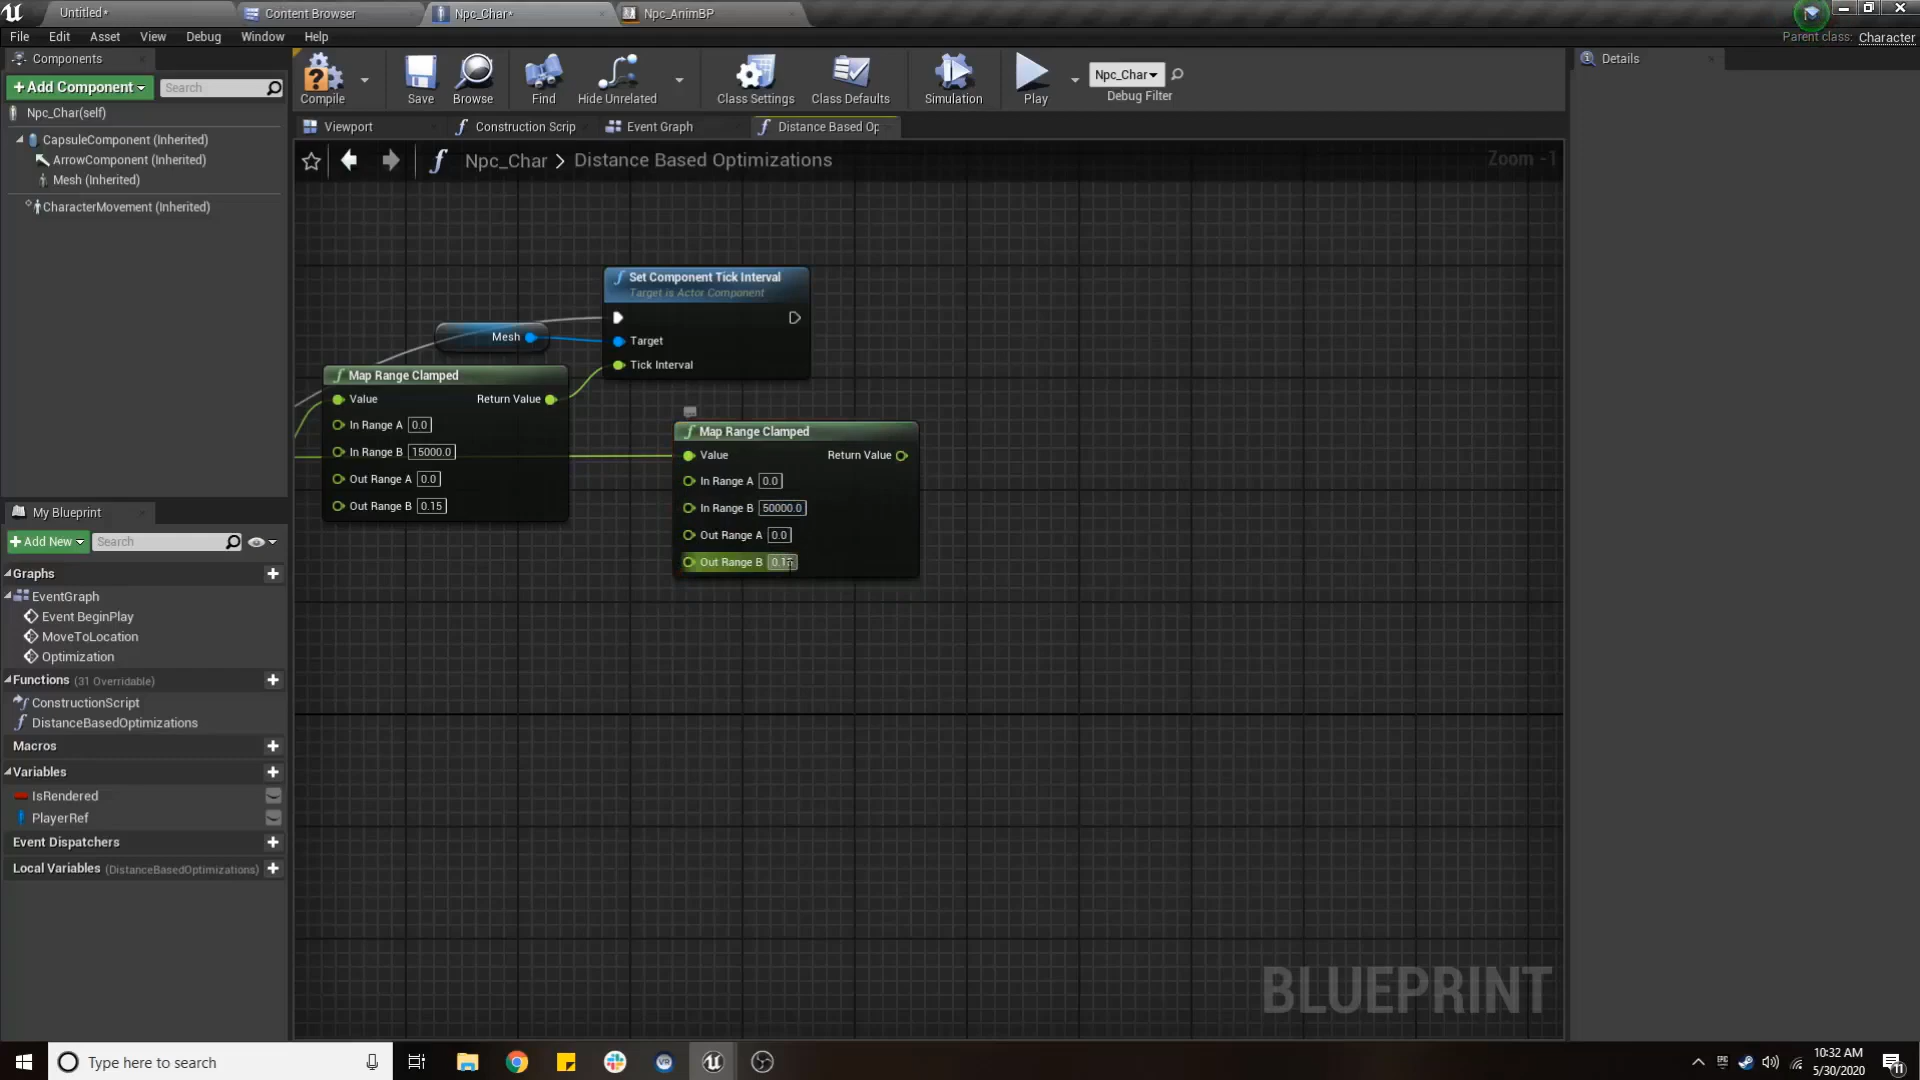 Untitled*
Content Browser
Npc_Char*
Npc_AnimBP
File Edit Asset View Debug Window Help
Parent class: Character
Components
+Add Component
Search
Npc_Char(self)
CapsuleComponent (Inherited)
ArrowComponent (Inherited)
Mesh (Inherited)
CharacterMovement (Inherited)
Compile
Save
Browse
Find
Hide Unrelated
Class Settings
Class Defaults
Simulation
Play
Npc_Char
Debug Filter
Details
Viewport
Construction Scrip
Event Graph
Distance Based Op
Npc_Char > Distance Based Optimizations
Zoom -1
Set Component Tick Interval
Target is Actor Component
Target
Tick Interval
Mesh
Map Range Clamped
Value
Return Value
In Range A 0.0
In Range B 15000.0
Out Range A 0.0
Out Range B 0.15
Map Range Clamped
Value
Return Value
In Range A 0.0
In Range B 50000.0
Out Range A 0.0
Out Range B 0.15
BLUEPRINT
My Blueprint
+Add New
Search
Graphs
EventGraph
Event BeginPlay
MoveToLocation
Optimization
Functions (31 Overridable)
ConstructionScript
DistanceBasedOptimizations
Macros
Variables
IsRendered
PlayerRef
Event Dispatchers
Local Variables (DistanceBasedOptimizations)
Type here to search
10:32 AM
5/30/2020